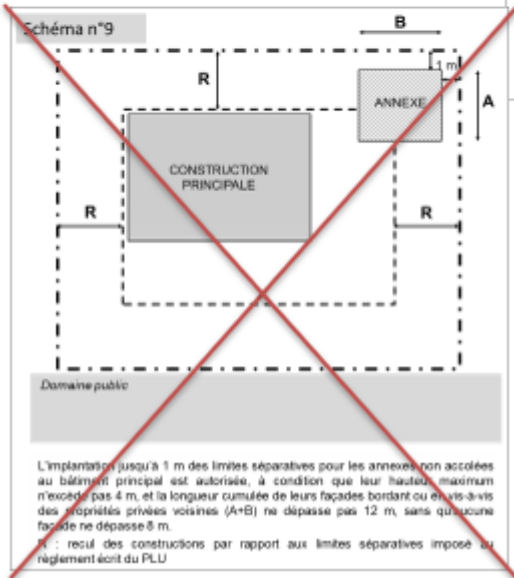 Schéma n°9
B
1 m
R
ANNEXE
A
CONSTRUCTION
PRINCIPALE
R
R
Domaine public
L'implantation jusqu'à 1 m des limites séparatives pour les annexes non accolées
au bâtiment principal est autorisée, à condition que leur hauteur maximum
n'excède pas 4 m, et la longueur cumulée de leurs façades bordant ou en vis-à-vis
des propriétés privées voisines (A+B) ne dépasse pas 12 m, sans qu'aucune
façade ne dépasse 8 m.
R : recul des constructions par rapport aux limites séparatives imposé au
règlement écrit du PLU